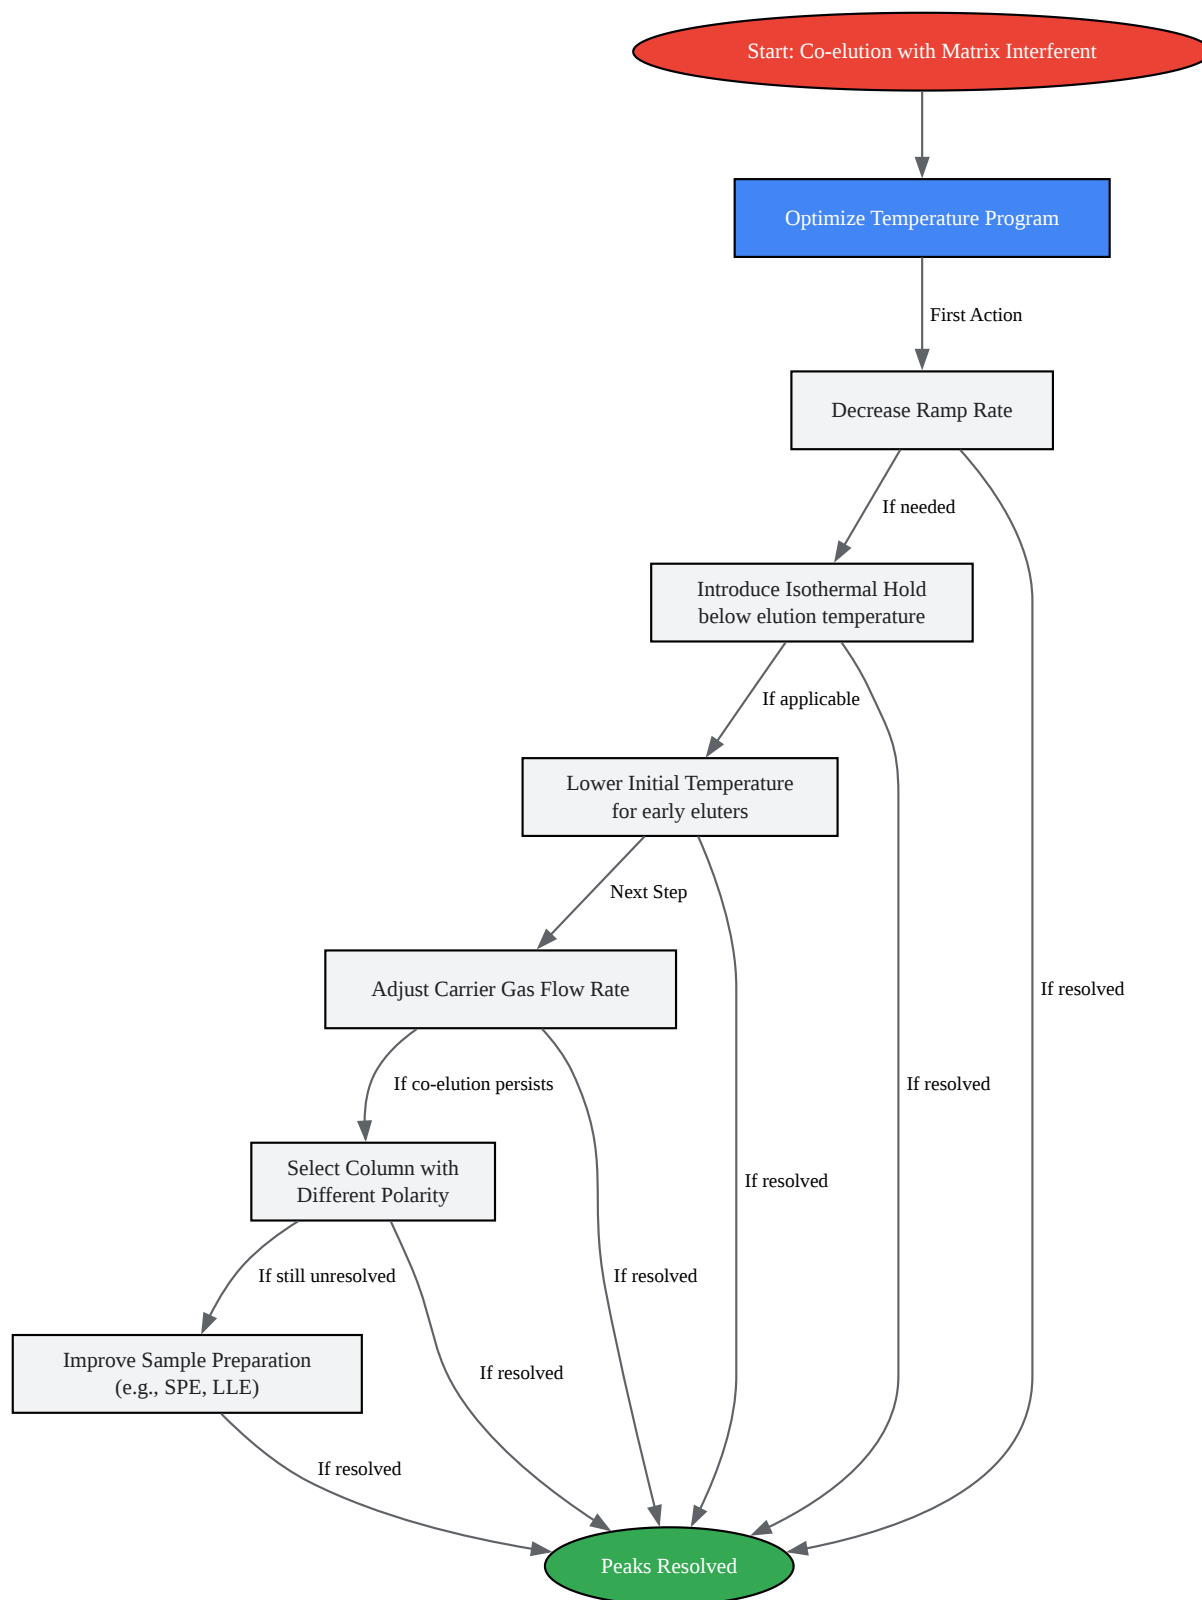 Start: Co-elution with Matrix Interferent
Optimize Temperature Program
First Action
Decrease Ramp Rate
If needed
Introduce Isothermal Hold
below elution temperature
If applicable
Lower Initial Temperature
for early eluters
Next Step
Adjust Carrier Gas Flow Rate
If resolved
If co-elution persists
If resolved
Select Column with
Different Polarity
If resolved
If still unresolved
If resolved
Improve Sample Preparation
(e.g., SPE, LLE)
If resolved
If resolved
Peaks Resolved